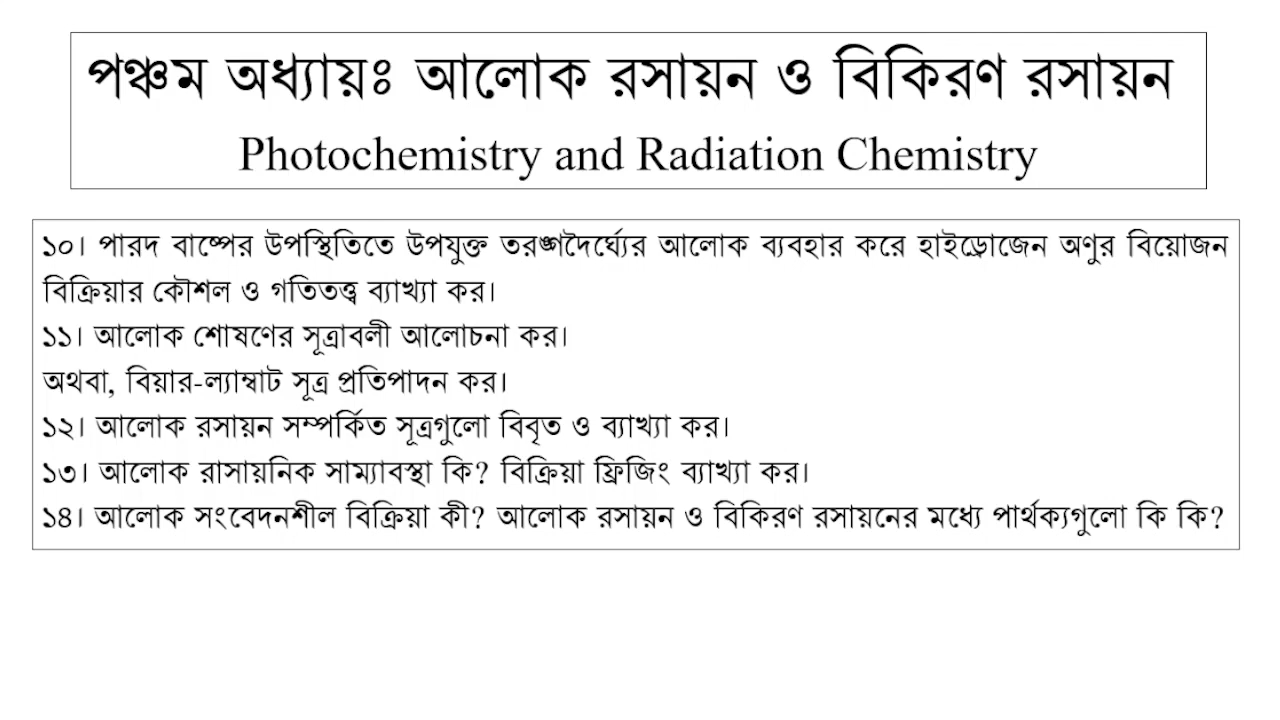 পঞ্চম অধ্যায়ঃ আলোক রসায়ন ও বিকিরণ রসায়ন
Photochemistry and Radiation Chemistry
১০। পারদ বাষ্পের উপস্থিতিতে উপযুক্ত তরঙ্গদৈর্ঘ্যের আলোক ব্যবহার করে হাইড্রোজেন অণুর বিয়োজন
বিক্রিয়ার কৌশল ও গতিতত্ত্ব ব্যাখ্যা কর।
১১। আলোক শোষণের সূত্রাবলী আলোচনা কর।
অথবা, বিয়ার-ল্যাম্বাট সূত্র প্রতিপাদন কর।
১২। আলোক রসায়ন সম্পর্কিত সূত্রগুলো বিবৃত ও ব্যাখ্যা কর।
১৩। আলোক রাসায়নিক সাম্যাবস্থা কি? বিক্রিয়া ফ্রিজিং ব্যাখ্যা কর।
১৪। আলোক সংবেদনশীল বিক্রিয়া কী? আলোক রসায়ন ও বিকিরণ রসায়নের মধ্যে পার্থক্যগুলো কি কি?